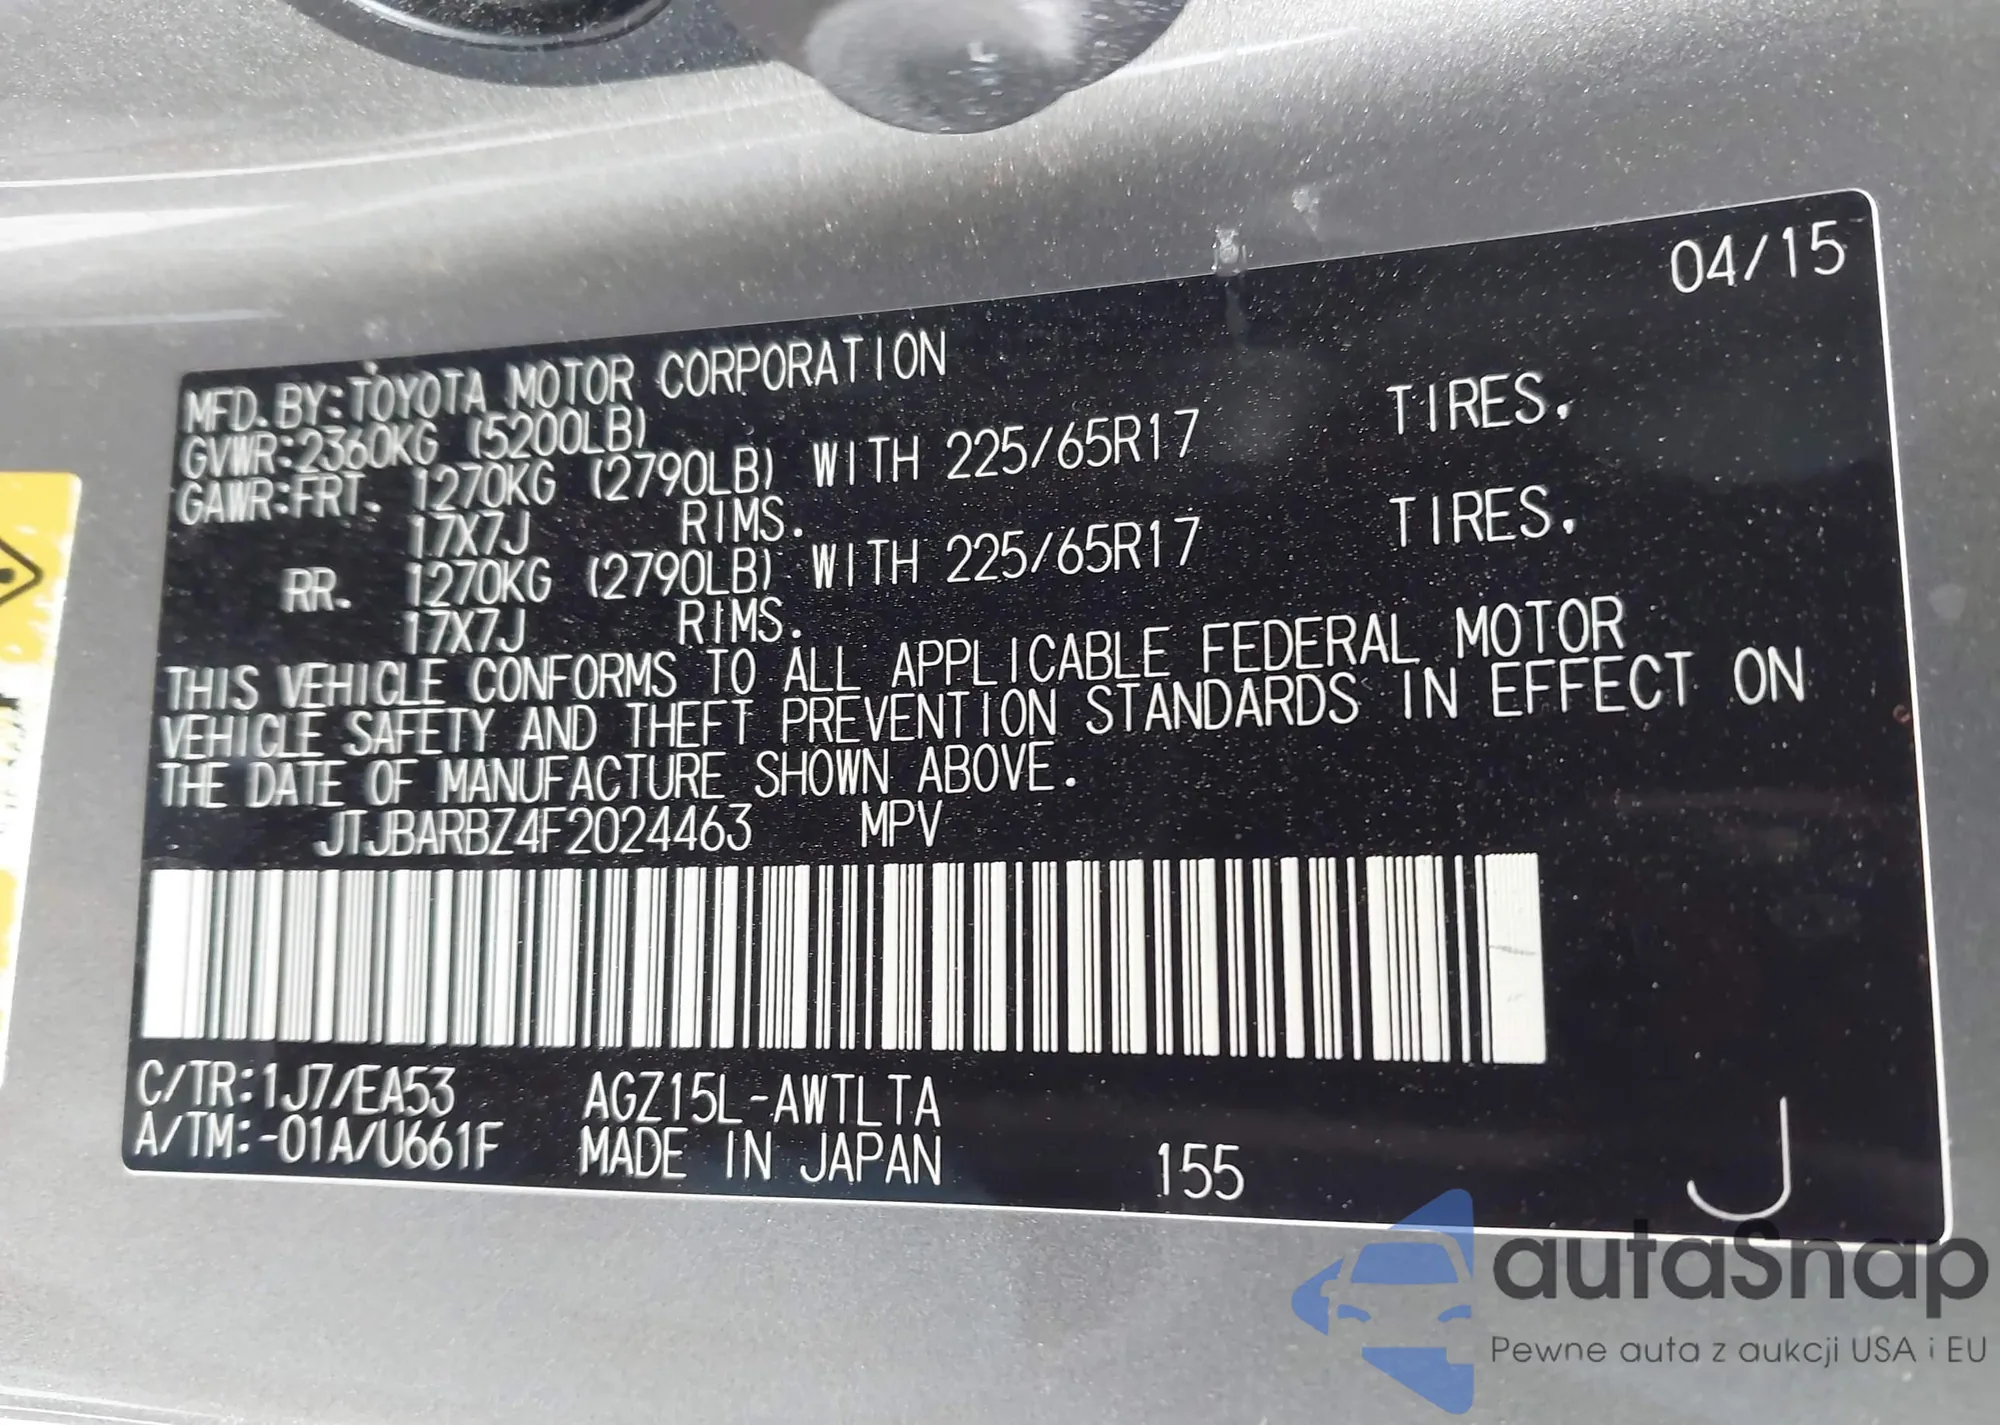 04/15
MFD. BY:TOYOTA MOTOR CORPORATION
GVWR:2360KG (5200LB)
GAWR:FRT. 1270KG (2790LB) WITH 225/65R17 TIRES.
17X7J RIMS.
RR. 1270KG (2790LB) WITH 225/65R17 TIRES.
17X7J RIMS.
THIS VEHICLE CONFORMS TO ALL APPLICABLE FEDERAL MOTOR
VEHICLE SAFETY AND THEFT PREVENTION STANDARDS IN EFFECT ON
THE DATE OF MANUFACTURE SHOWN ABOVE.
JTJBARBZ4F2024463 MPV
C/TR:1J7/EA53 AGZ15L-AWTLTA
A/TM:-01A/U661F MADE IN JAPAN 155 J
autaSnap
Pewne auta z aukcji USA i EU